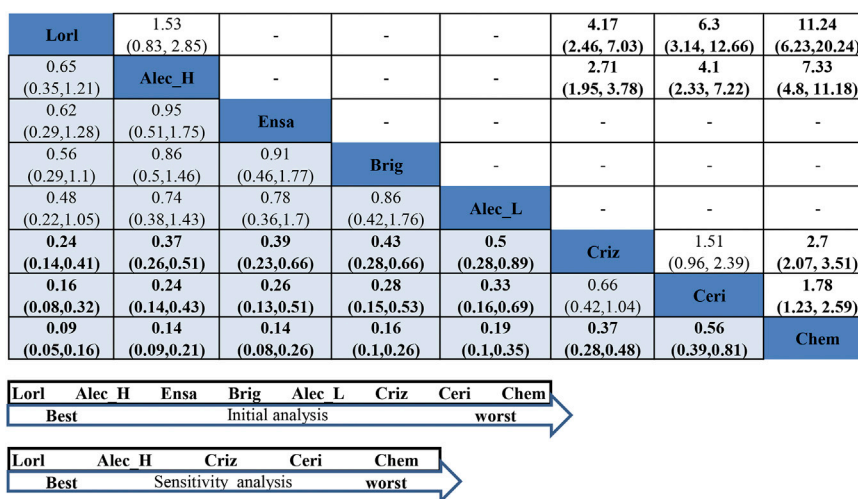 Lorl 1.53 - - - 4.17 6.3 11.24
(0.83, 2.85) (2.46, 7.03) (3.14, 12.66) (6.23,20.24)
0.65 Alec_H - - - 2.71 4.1 7.33
(0.35,1.21) (1.95, 3.78) (2.33, 7.22) (4.8, 11.18)
0.62 0.95 Ensa - - - - -
(0.29,1.28) (0.51,1.75)
0.56 0.86 0.91 Brig - - - -
(0.29,1.1) (0.5,1.46) (0.46,1.77)
0.48 0.74 0.78 0.86 Alec_L - - -
(0.22,1.05) (0.38,1.43) (0.36,1.7) (0.42,1.76)
0.24 0.37 0.39 0.43 0.5 Criz 1.51 2.7
(0.14,0.41) (0.26,0.51) (0.23,0.66) (0.28,0.66) (0.28,0.89) (0.96, 2.39) (2.07, 3.51)
0.16 0.24 0.26 0.28 0.33 0.66 Ceri 1.78
(0.08,0.32) (0.14,0.43) (0.13,0.51) (0.15,0.53) (0.16,0.69) (0.42,1.04) (1.23, 2.59)
0.09 0.14 0.14 0.16 0.19 0.37 0.56 Chem
(0.05,0.16) (0.09,0.21) (0.08,0.26) (0.1,0.26) (0.1,0.35) (0.28,0.48) (0.39,0.81)
Lorl Alec_H Ensa Brig Alec_L Criz Ceri Chem
Best Initial analysis worst
Lorl Alec_H Criz Ceri Chem
Best Sensitivity analysis worst